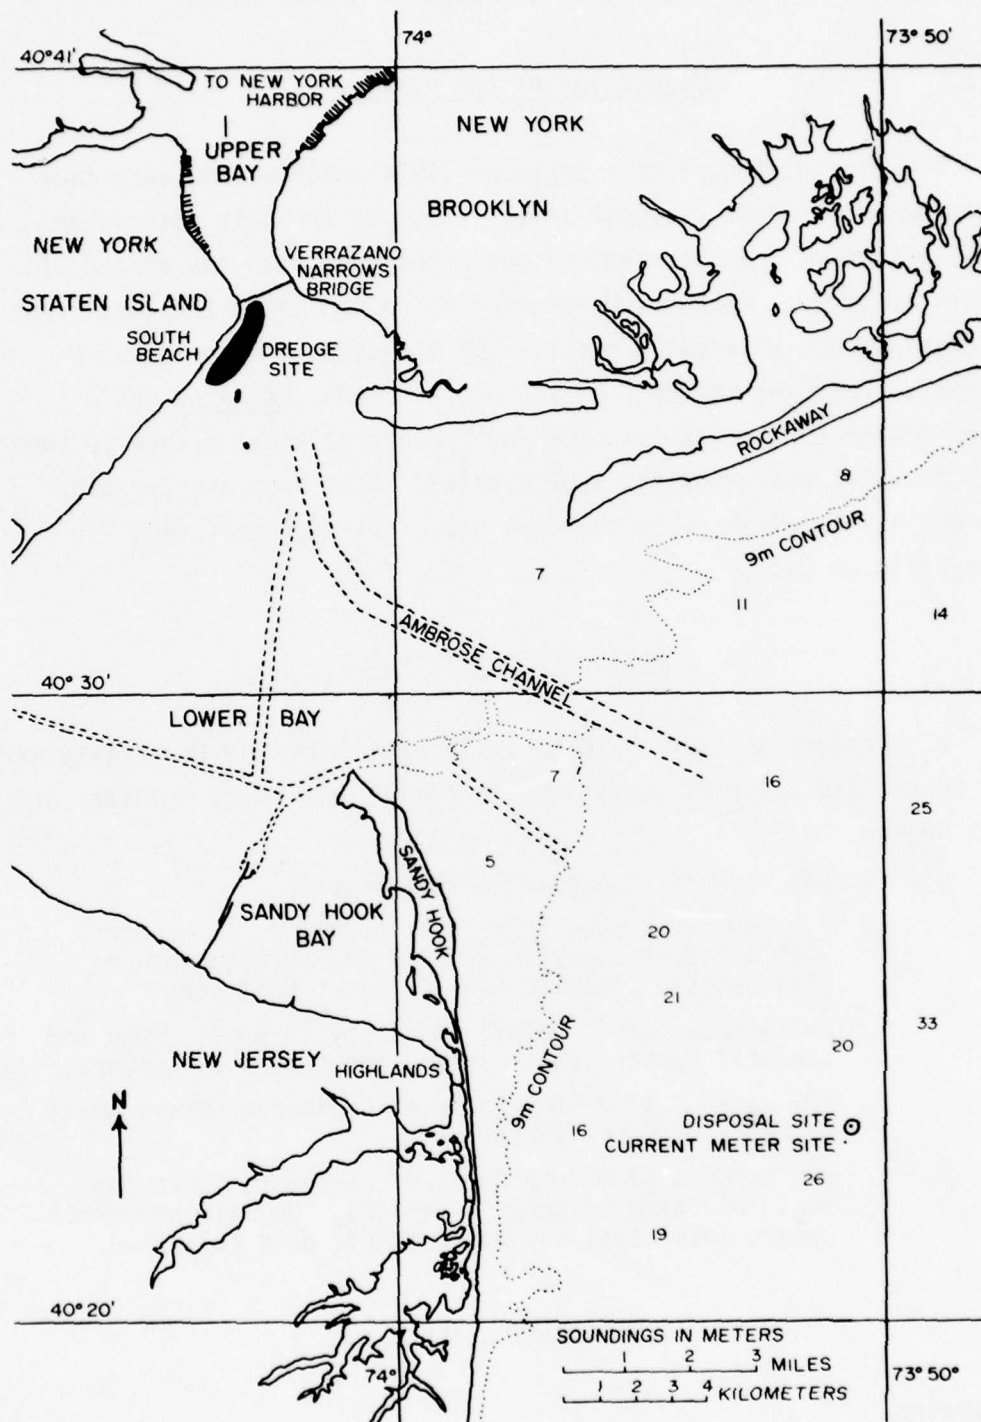 74°
73° 50'
40° 41'
TO NEW YORK
HARBOR
UPPER
BAY
NEW YORK
BROOKLYN
NEW YORK
STATEN ISLAND
VERRAZANO
NARROWS
BRIDGE
SOUTH
BEACH
DREDGE
SITE
ROCKAWAY
8
9m CONTOUR
7
11
14
AMBROSE CHANNEL
40° 30'
LOWER BAY
7
16
25
5
SANDY HOOK
SANDY HOOK
BAY
20
21
33
20
NEW JERSEY
HIGHLANDS
9m CONTOUR
N
16
DISPOSAL SITE
CURRENT METER SITE
26
19
40° 20'
SOUNDINGS IN METERS
1 2 3 MILES
1 2 3 4 KILOMETERS
74°
73° 50°